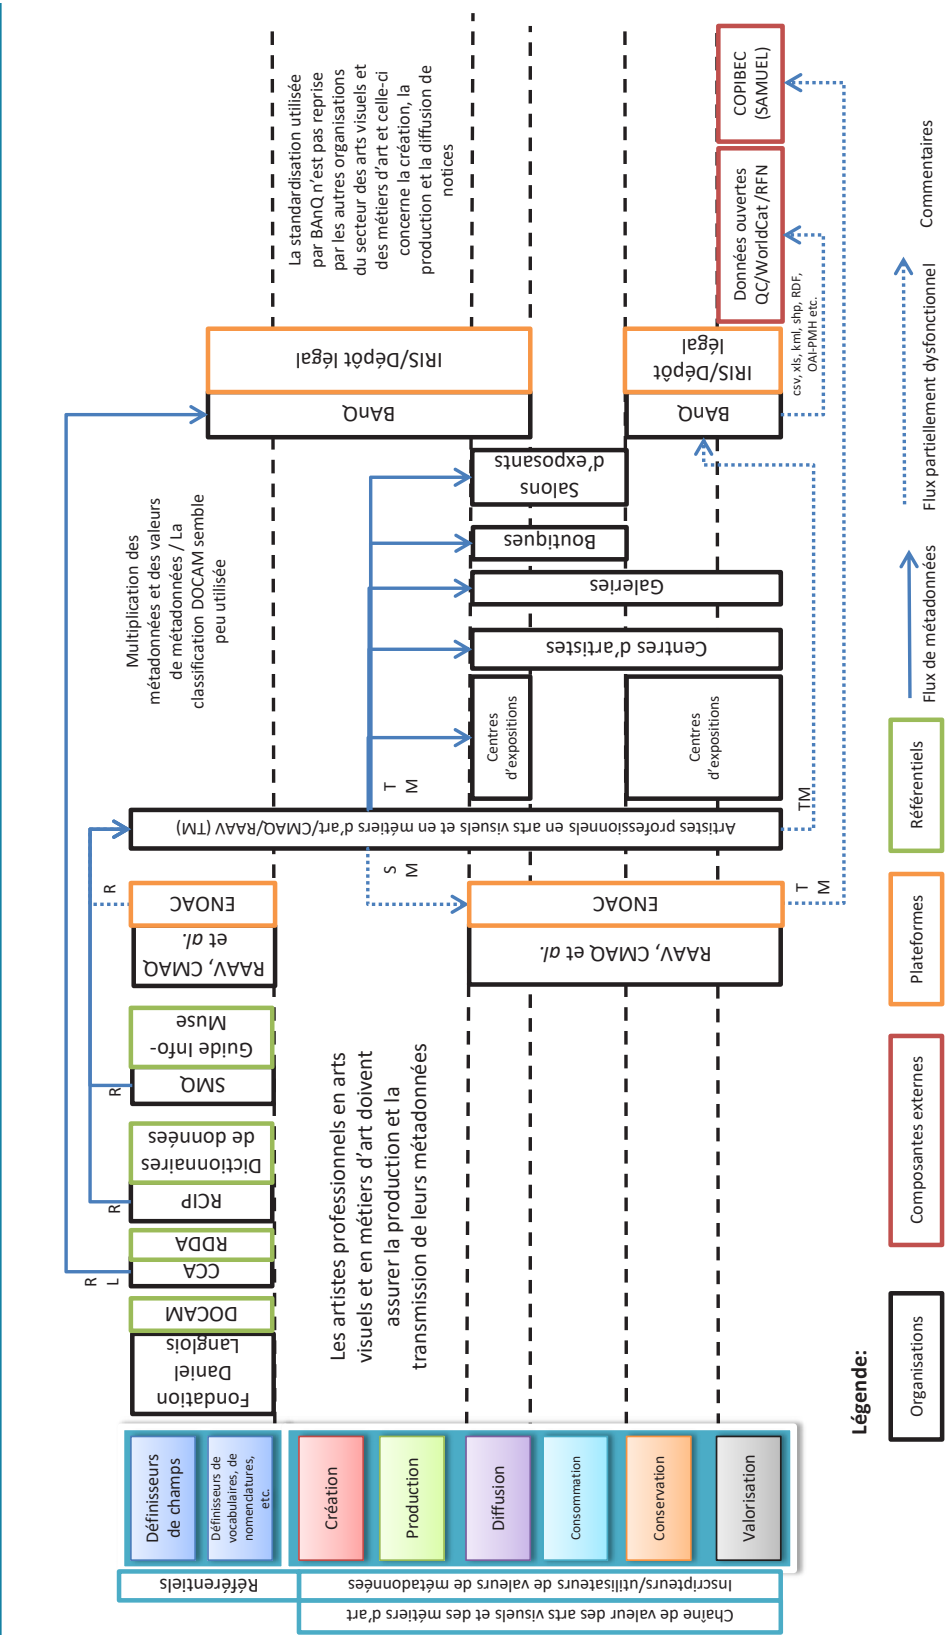 Chaîne de valeur des arts visuels et des métiers d'art
Référentiels
Inscripteurs/utilisateurs de valeurs de métadonnées
Définisseurs
de champs
Définisseurs de
vocabulaires, de
nomenclatures,
etc.
Création
Production
Diffusion
Consommation
Conservation
Valorisation
Fondation
Daniel
Langlois
DOCAM
CCA
RDDA
RCIP
Dictionnaires
de données
SMQ
Guide Info-
Muse
RAAV, CMAQ
et al.
ENOAC
R
L
R
R
R
Les artistes professionnels en arts
visuels et en métiers d'art doivent
assurer la production et la
transmission de leurs métadonnées
RAAV, CMAQ et al.
ENOAC
S
M
T
M
Artistes professionnels en arts visuels et en métiers d'art/CMAQ/RAAV (TM)
T
M
TM
Centres
d'expositions
Centres
d'expositions
Centres d'artistes
Galeries
Boutiques
Salons
d'exposants
Multiplication des
métadonnées et des valeurs
de métadonnées / La
classification DOCAM semble
peu utilisée
BAnQ
IRIS/Dépôt légal
BAnQ
IRIS/Dépôt
légal
La standardisation utilisée
par BAnQ n'est pas reprise
par les autres organisations
du secteur des arts visuels et
des métiers d'art et celle-ci
concerne la création, la
production et la diffusion de
notices
csv, xls, kml, shp, RDF,
OAI-PMH etc.
Données ouvertes
QC/WorldCat /RFN
COPIBEC
(SAMUEL)
Légende:
Organisations
Composantes externes
Plateformes
Référentiels
Flux de métadonnées
Flux partiellement dysfonctionnel
Commentaires